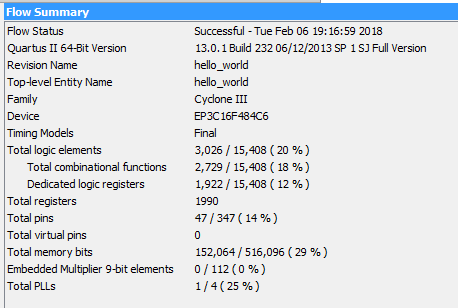 Flow Summary
Flow Status Successful - Tue Feb 06 19:16:59 2018
Quartus II 64-Bit Version 13.0.1 Build 232 06/12/2013 SP 1 SJ Full Version
Revision Name hello_world
Top-level Entity Name hello_world
Family Cyclone III
Device EP3C16F484C6
Timing Models Final
Total logic elements 3,026 / 15,408 ( 20 % )
Total combinational functions 2,729 / 15,408 ( 18 % )
Dedicated logic registers 1,922 / 15,408 ( 12 % )
Total registers 1990
Total pins 47 / 347 ( 14 % )
Total virtual pins 0
Total memory bits 152,064 / 516,096 ( 29 % )
Embedded Multiplier 9-bit elements 0 / 112 ( 0 % )
Total PLLs 1 / 4 ( 25 % )